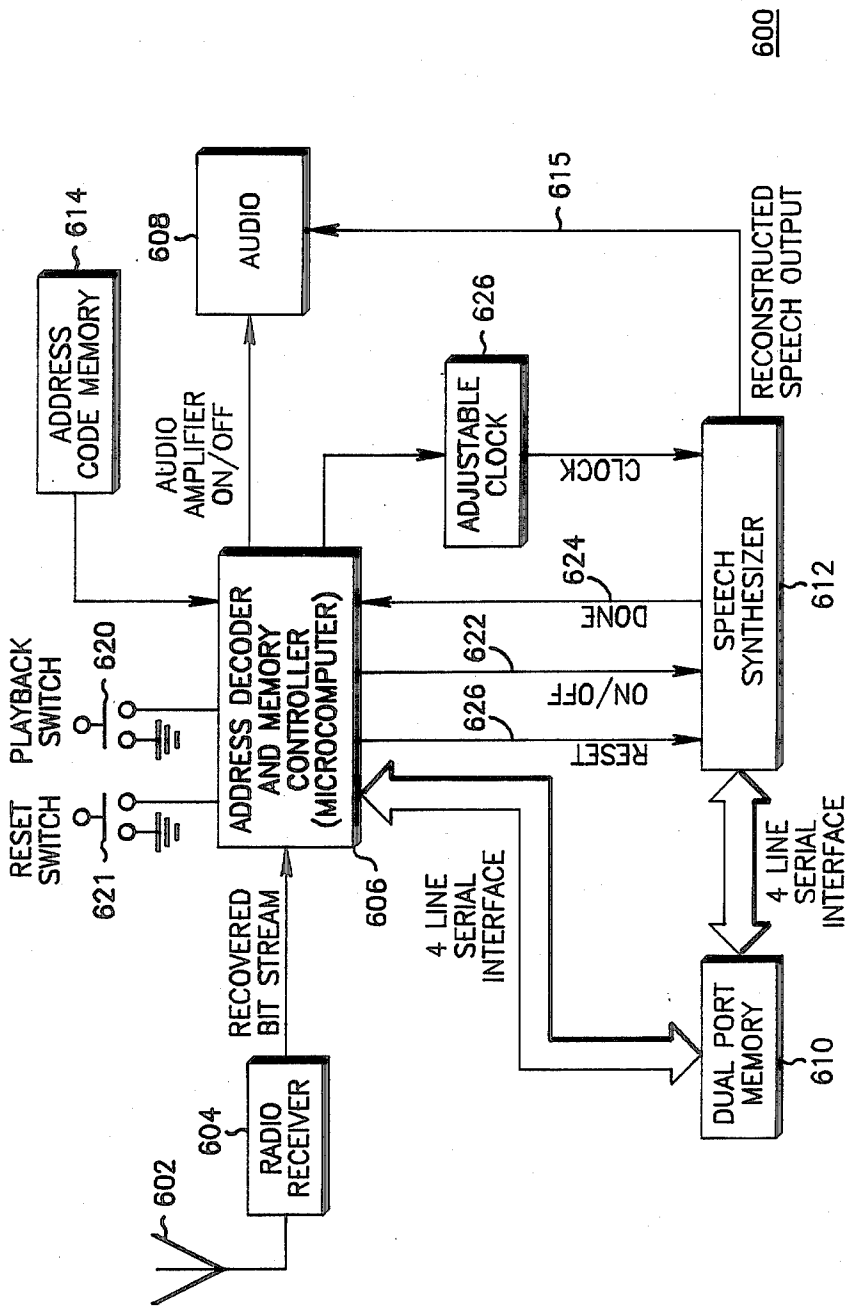 602
604
RADIO
RECEIVER
RECOVERED
BIT STREAM
RESET
SWITCH
621
PLAYBACK
SWITCH
620
ADDRESS DECODER
AND MEMORY
CONTROLLER
(MICROCOMPUTER)
606
ADDRESS
CODE MEMORY
614
AUDIO
AMPLIFIER
ON/OFF
608
AUDIO
4 LINE
SERIAL
INTERFACE
626
RESET
622
ON/OFF
624
DONE
ADJUSTABLE
CLOCK
626
CLOCK
615
DUAL PORT
MEMORY
610
4 LINE
SERIAL
INTERFACE
SPEECH
SYNTHESIZER
612
RECONSTRUCTED
SPEECH OUTPUT
600